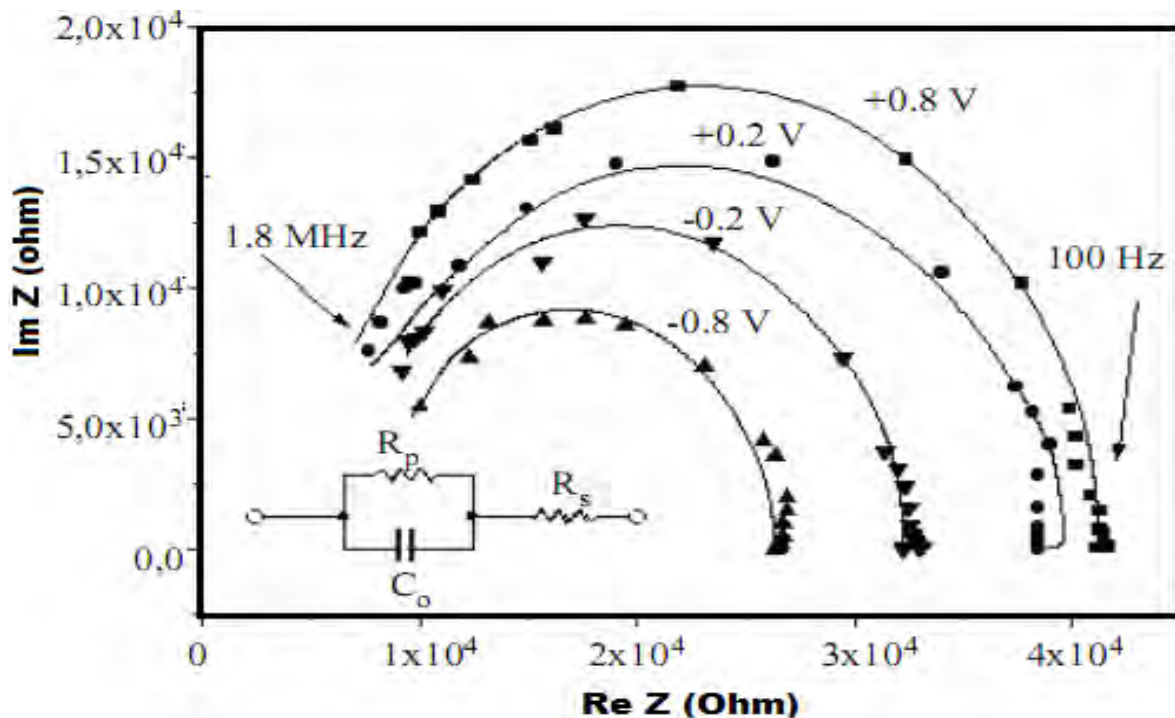 2,0x10⁴
1,5x10⁴
1,0x10⁴
5,0x10³
0,0
Im Z (ohm)
+0.8 V
+0.2 V
-0.2 V
-0.8 V
1.8 MHz
100 Hz
Rₚ
Rₛ
Cₒ
0
1x10⁴
2x10⁴
3x10⁴
4x10⁴
Re Z (Ohm)